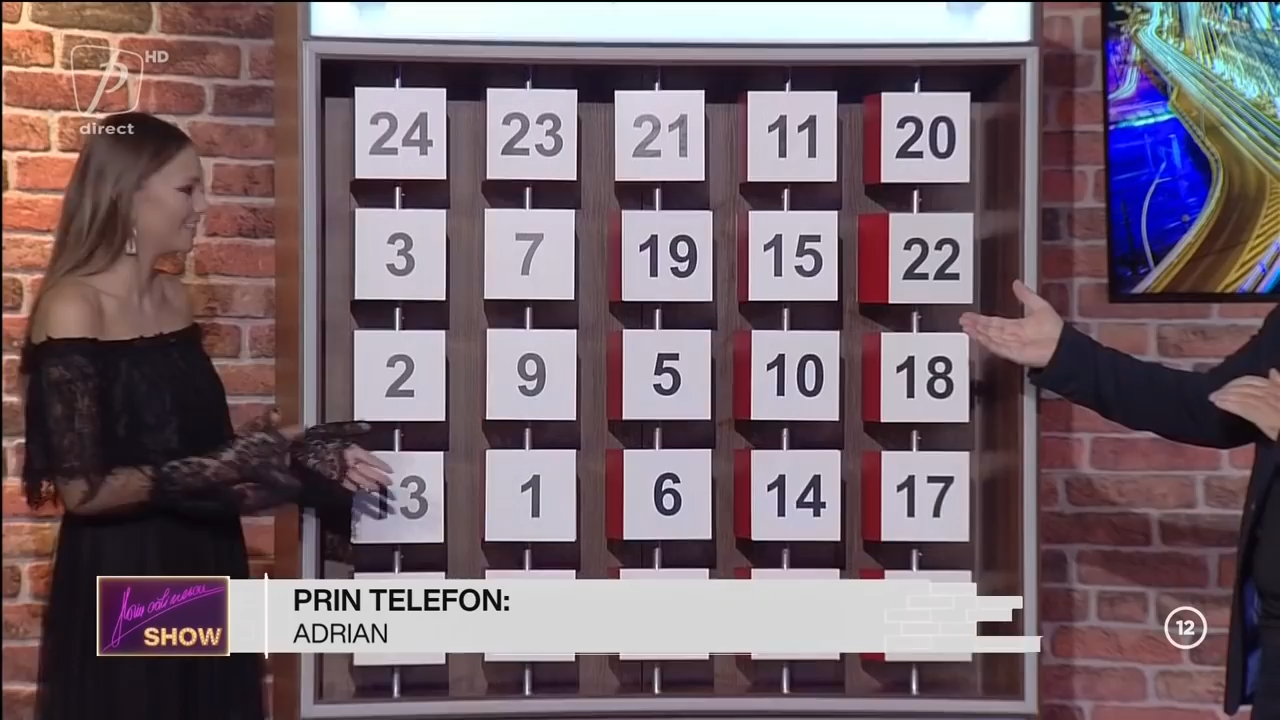 HD
direct
24 23 21 11 20
3 7 19 15 22
2 9 5 10 18
13 1 6 14 17
PRIN TELEFON:
ADRIAN
SHOW
12